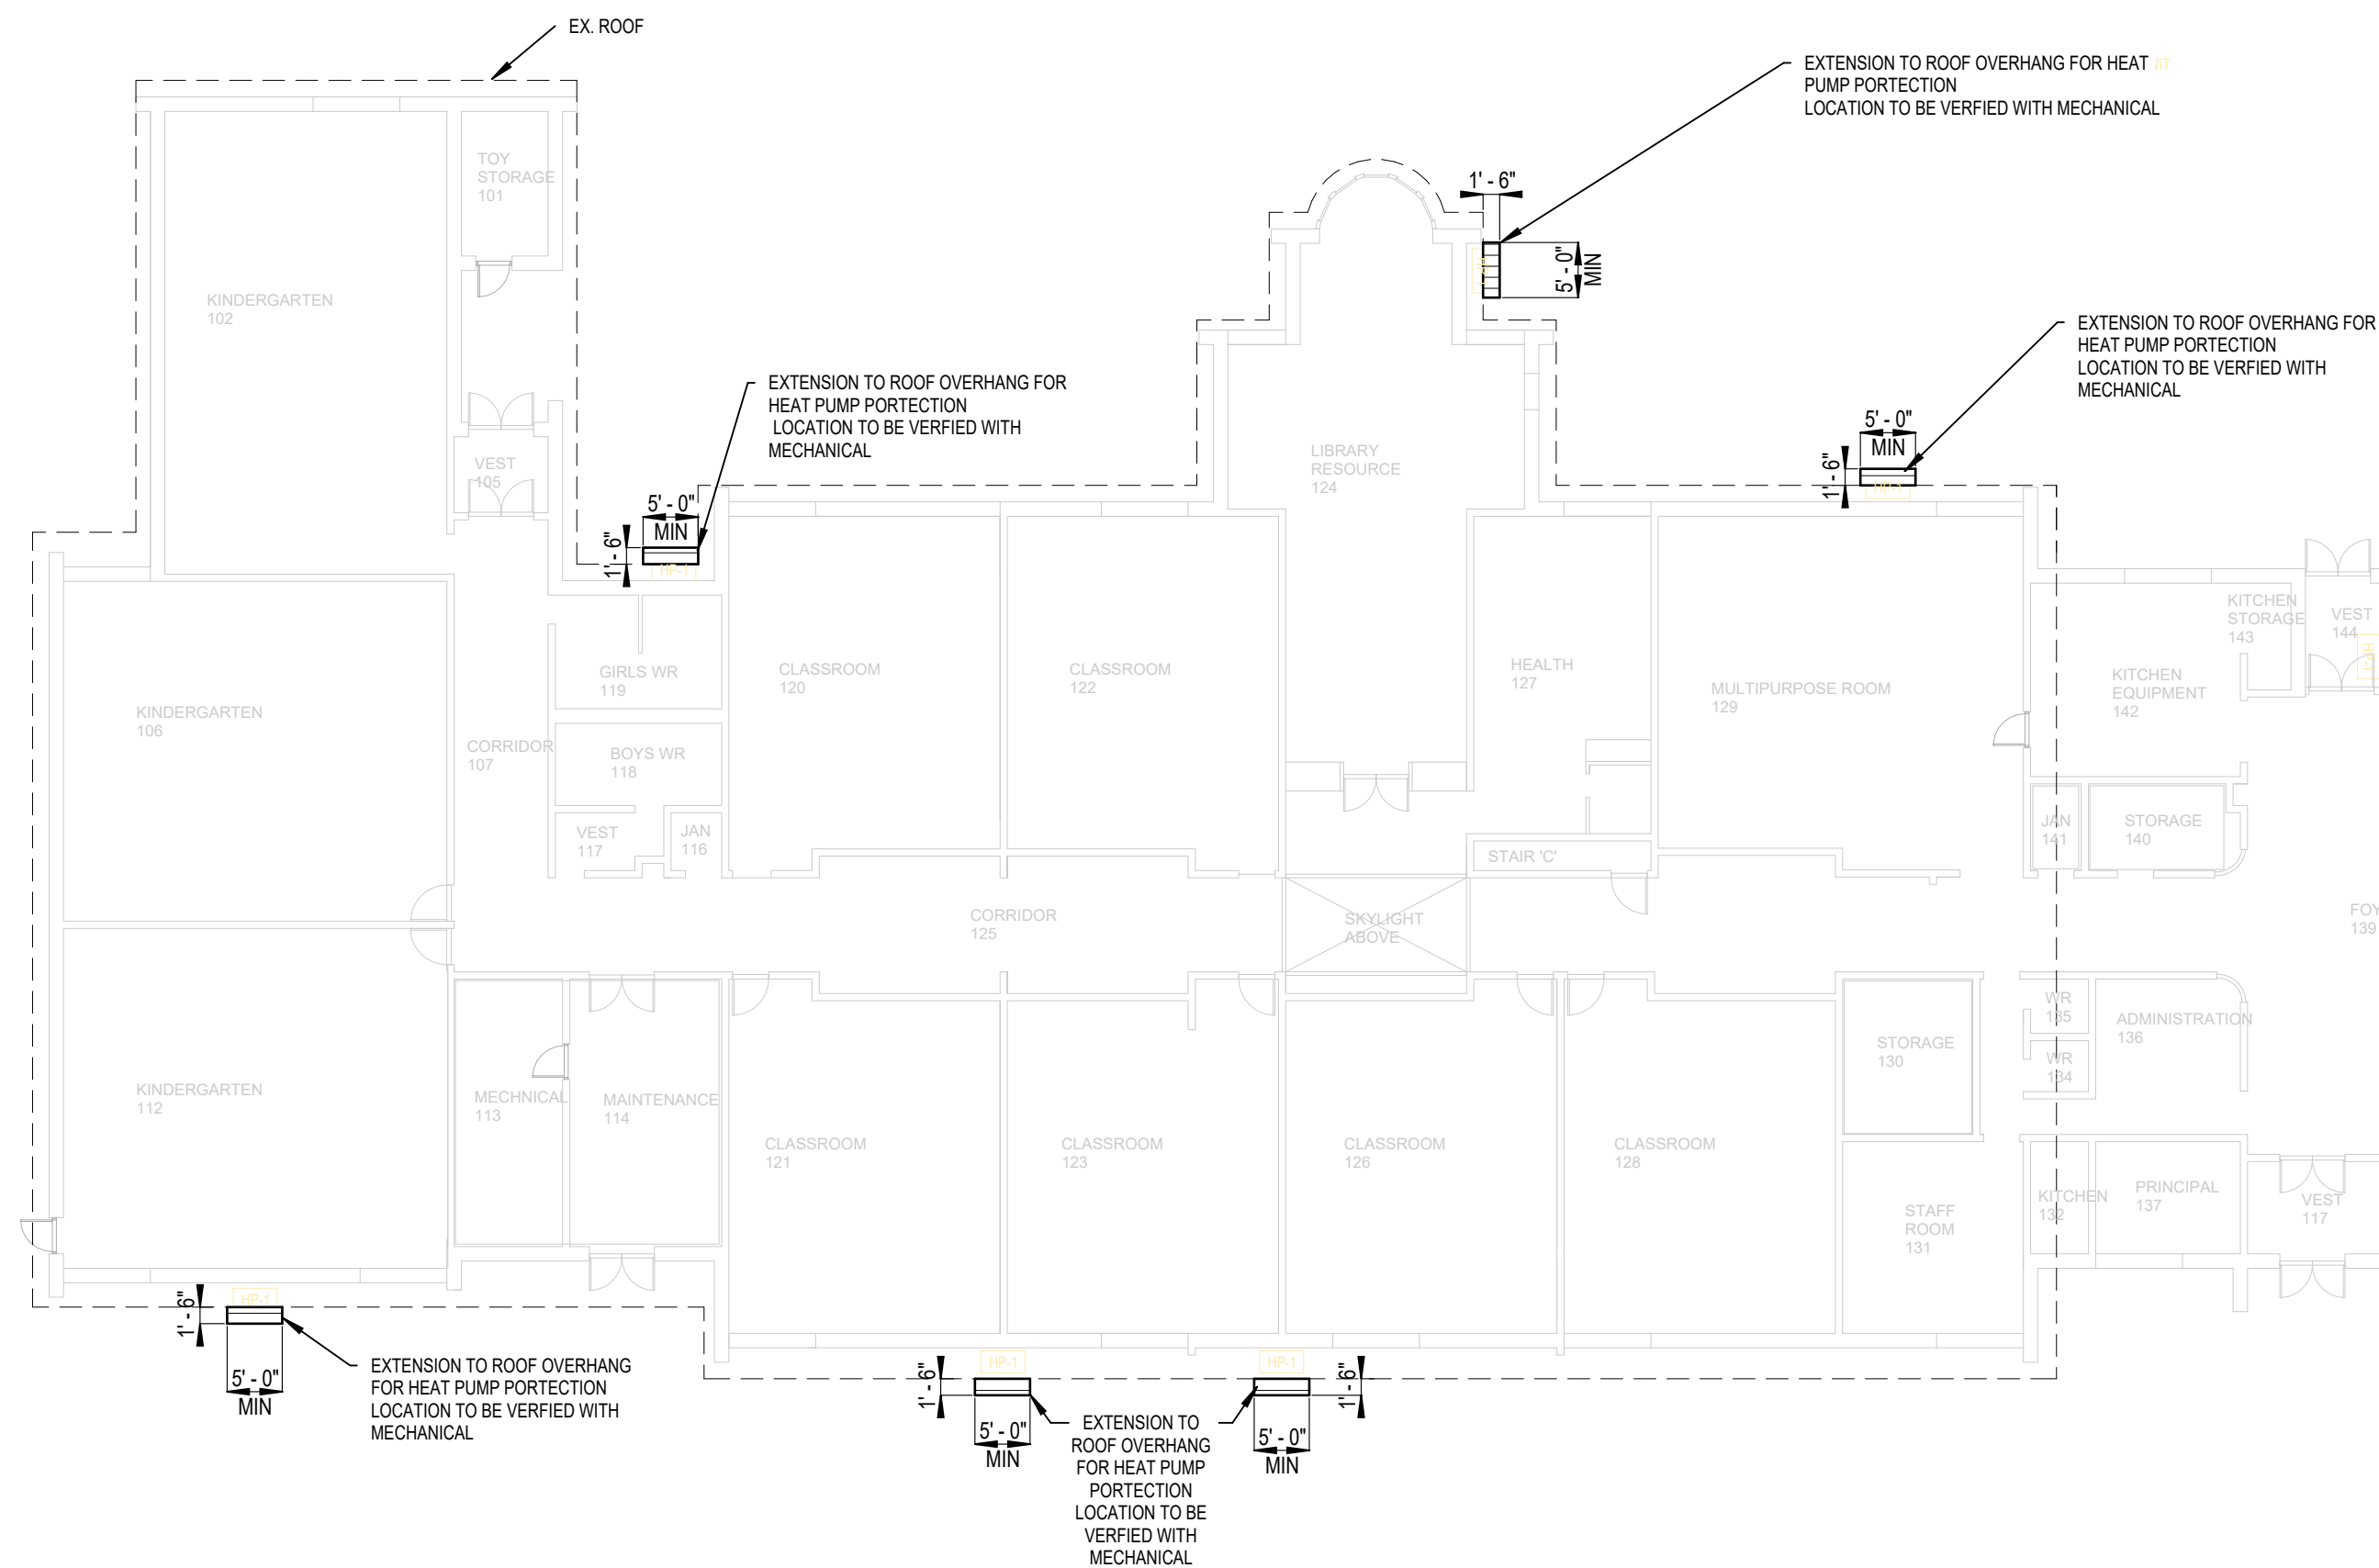 EX. ROOF
EXTENSION TO ROOF OVERHANG FOR HEAT
PUMP PORTECTION
LOCATION TO BE VERFIED WITH MECHANICAL
TOY
STORAGE
101
1' - 6"
5' - 0"
MIN
KINDERGARTEN
102
EXTENSION TO ROOF OVERHANG FOR
HEAT PUMP PORTECTION
LOCATION TO BE VERFIED WITH
MECHANICAL
EXTENSION TO ROOF OVERHANG FOR
HEAT PUMP PORTECTION
LOCATION TO BE VERFIED WITH
MECHANICAL
5' - 0"
MIN
1' - 6"
HP-1
LIBRARY
RESOURCE
124
VEST
105
5' - 0"
MIN
1' - 6"
HP-1
KITCHEN
STORAGE
143
VEST
144
HP-1
GIRLS WR
119
CLASSROOM
120
CLASSROOM
122
HEALTH
127
MULTIPURPOSE ROOM
129
KITCHEN
EQUIPMENT
142
KINDERGARTEN
106
CORRIDOR
107
BOYS WR
118
VEST
117
JAN
116
JAN
141
STORAGE
140
STAIR 'C'
CORRIDOR
125
SKYLIGHT
ABOVE
FOY
139
WR
135
ADMINISTRATION
136
STORAGE
130
WR
134
KINDERGARTEN
112
MECHNICAL
113
MAINTENANCE
114
CLASSROOM
121
CLASSROOM
123
CLASSROOM
126
CLASSROOM
128
STAFF
ROOM
131
KITCHEN
132
PRINCIPAL
137
VEST
117
HP-1
1' - 6"
5' - 0"
MIN
EXTENSION TO ROOF OVERHANG
FOR HEAT PUMP PORTECTION
LOCATION TO BE VERFIED WITH
MECHANICAL
HP-1
1' - 6"
5' - 0"
MIN
HP-1
1' - 6"
5' - 0"
MIN
EXTENSION TO
ROOF OVERHANG
FOR HEAT PUMP
PORTECTION
LOCATION TO BE
VERFIED WITH
MECHANICAL